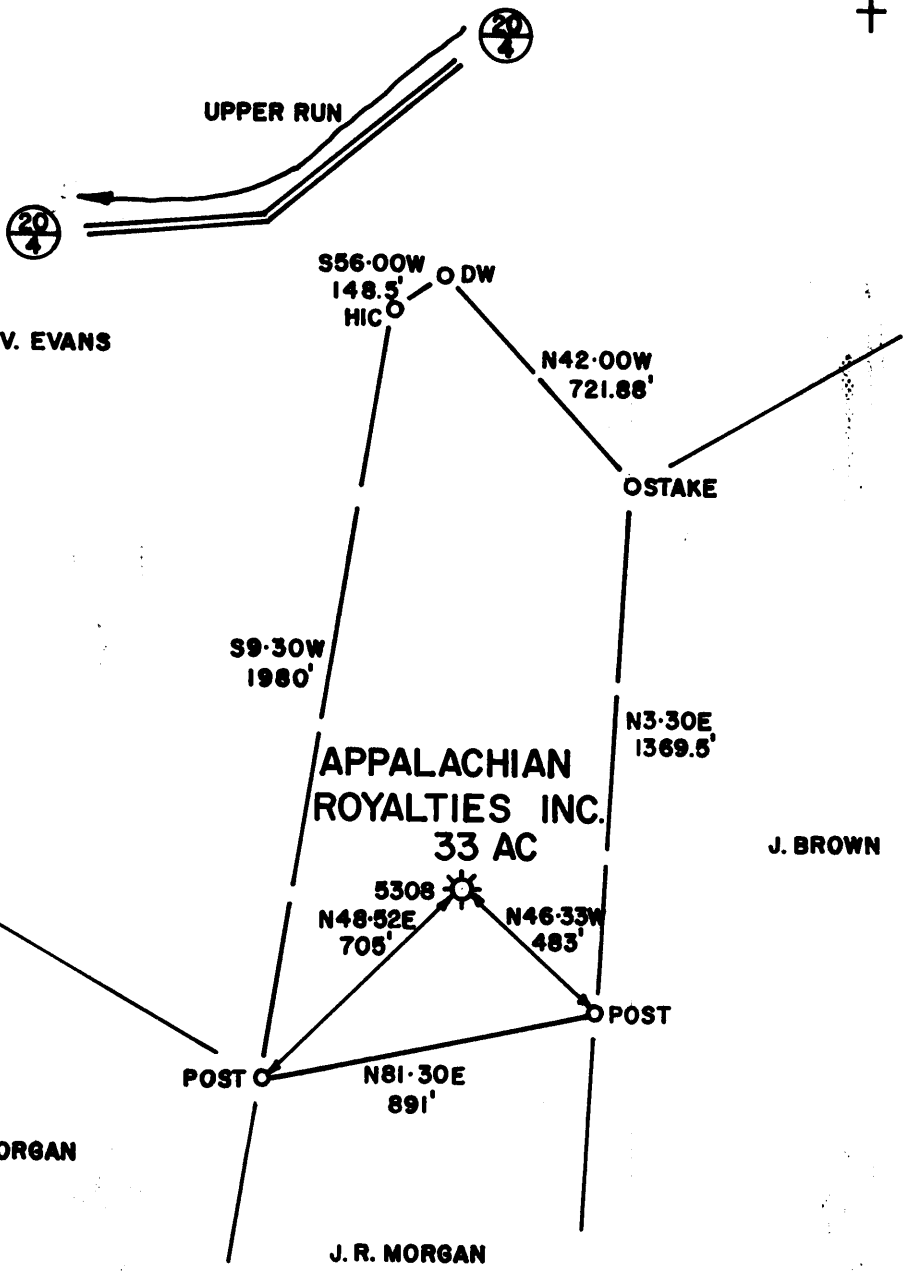 20
4
UPPER RUN
20
4
S56·00W
148.5'
DW
HIC
V. EVANS
N42·00W
721.88'
STAKE
S9·30W
1980'
N3·30E
1369.5'
APPALACHIAN
ROYALTIES INC.
33 AC
J. BROWN
5308
N48·52E
705'
N46·33W
483'
POST
POST
N81·30E
891'
ORGAN
J. R. MORGAN